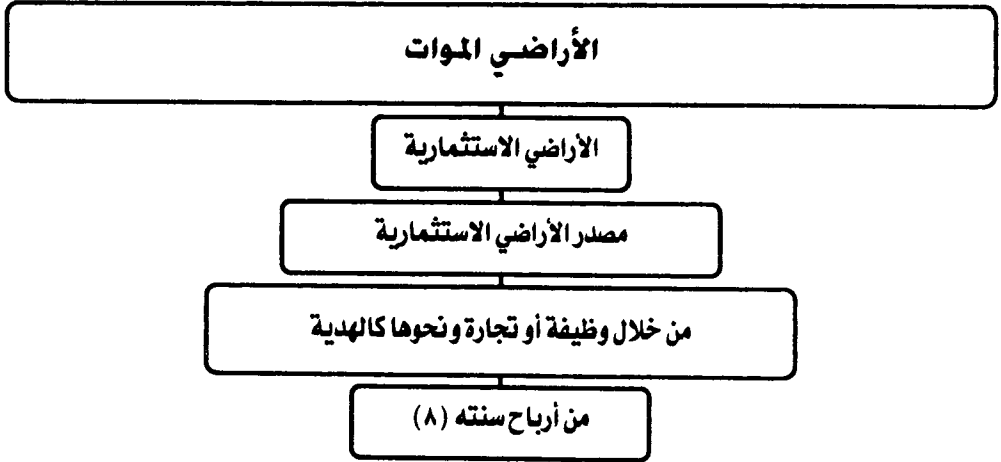 الأراضي الموات
الأراضي الاستثمارية
مصدر الأراضي الاستثمارية
من خلال وظيفة أو تجارة ونحوها كالهدية
من أرباح سنته (٨)